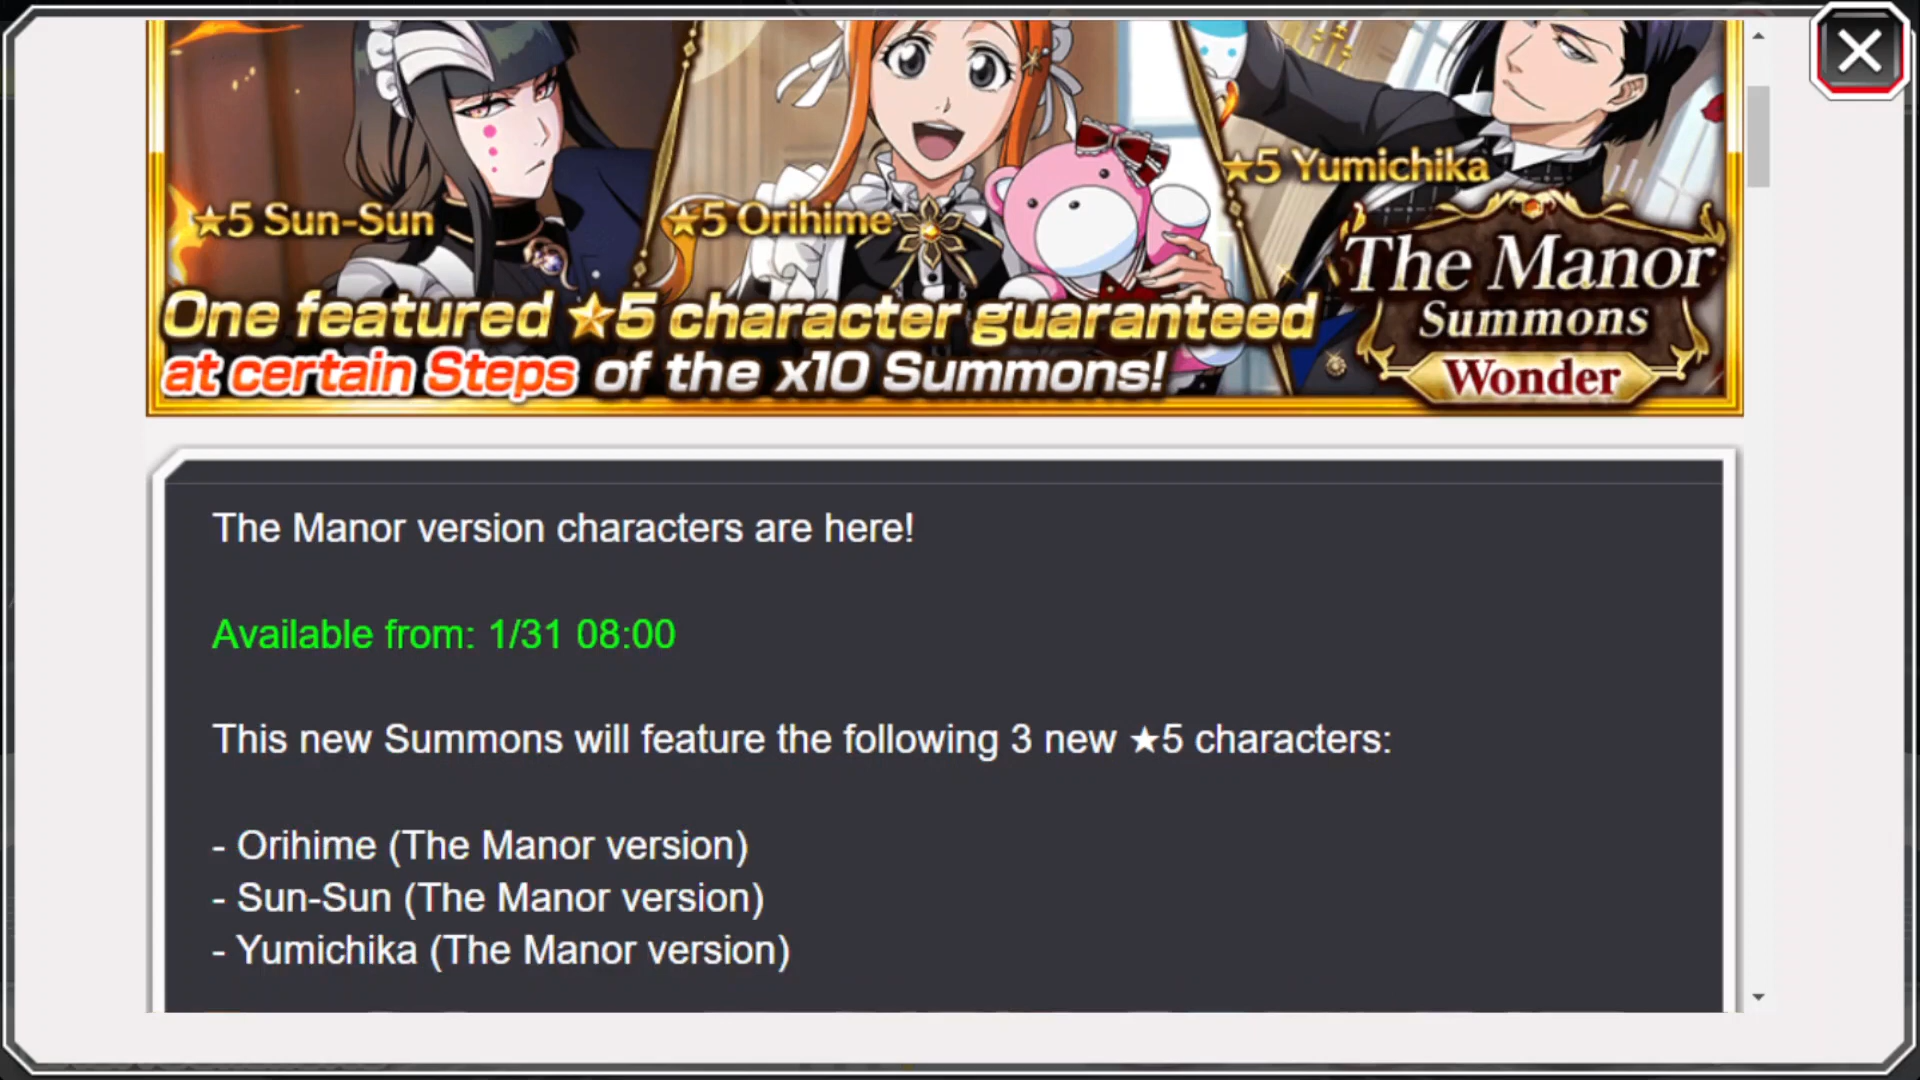 ★5 Sun-Sun
★5 Orihime
★5 Yumichika
The Manor
Summons
Wonder
One featured ★5 character guaranteed
at certain Steps of the x10 Summons!
The Manor version characters are here!
Available from: 1/31 08:00
This new Summons will feature the following 3 new ★5 characters:
- Orihime (The Manor version)
- Sun-Sun (The Manor version)
- Yumichika (The Manor version)